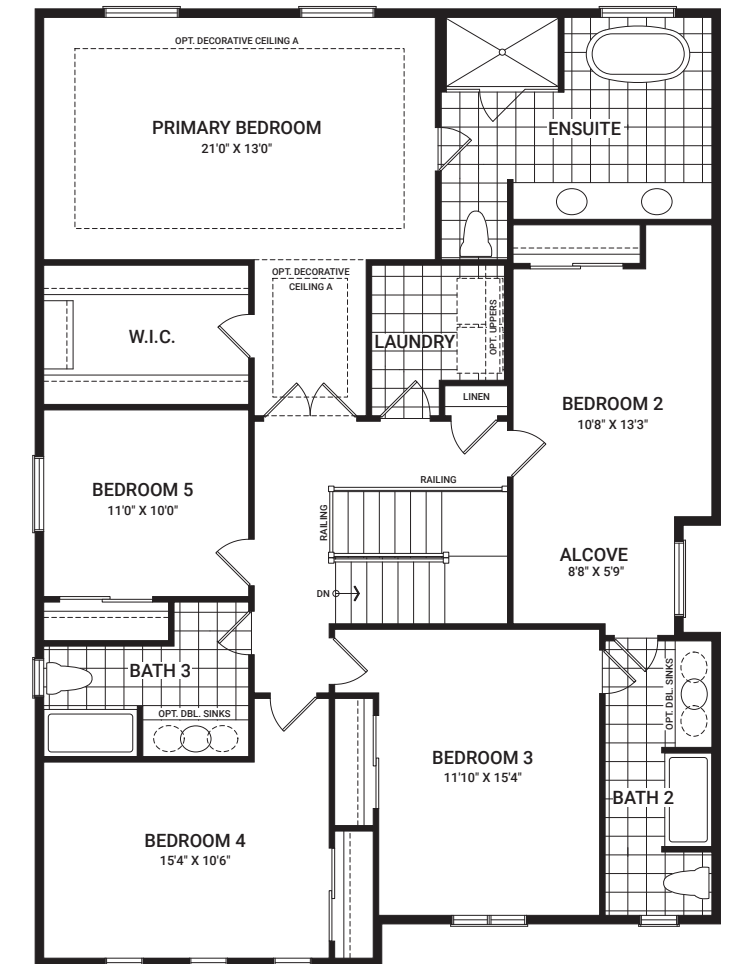 OPT. DECORATIVE CEILING A
PRIMARY BEDROOM
21'0" X 13'0"
ENSUITE
OPT. DECORATIVE
CEILING A
W.I.C.
LAUNDRY
OPT. UPPERS
LINEN
BEDROOM 2
10'8" X 13'3"
BEDROOM 5
11'0" X 10'0"
RAILING
RAILING
ALCOVE
8'8" X 5'9"
DN
BATH 3
OPT. DBL. SINKS
OPT. DBL. SINKS
BEDROOM 3
11'10" X 15'4"
BATH 2
BEDROOM 4
15'4" X 10'6"